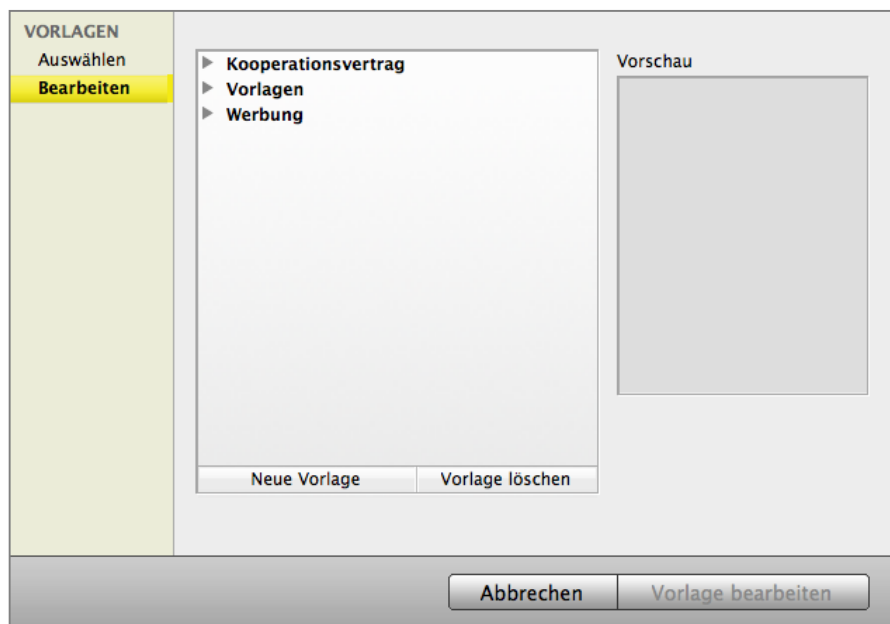 VORLAGEN
Auswählen
Bearbeiten
Kooperationsvertrag
Vorlagen
Werbung
Neue Vorlage
Vorlage löschen
Vorschau
Abbrechen
Vorlage bearbeiten